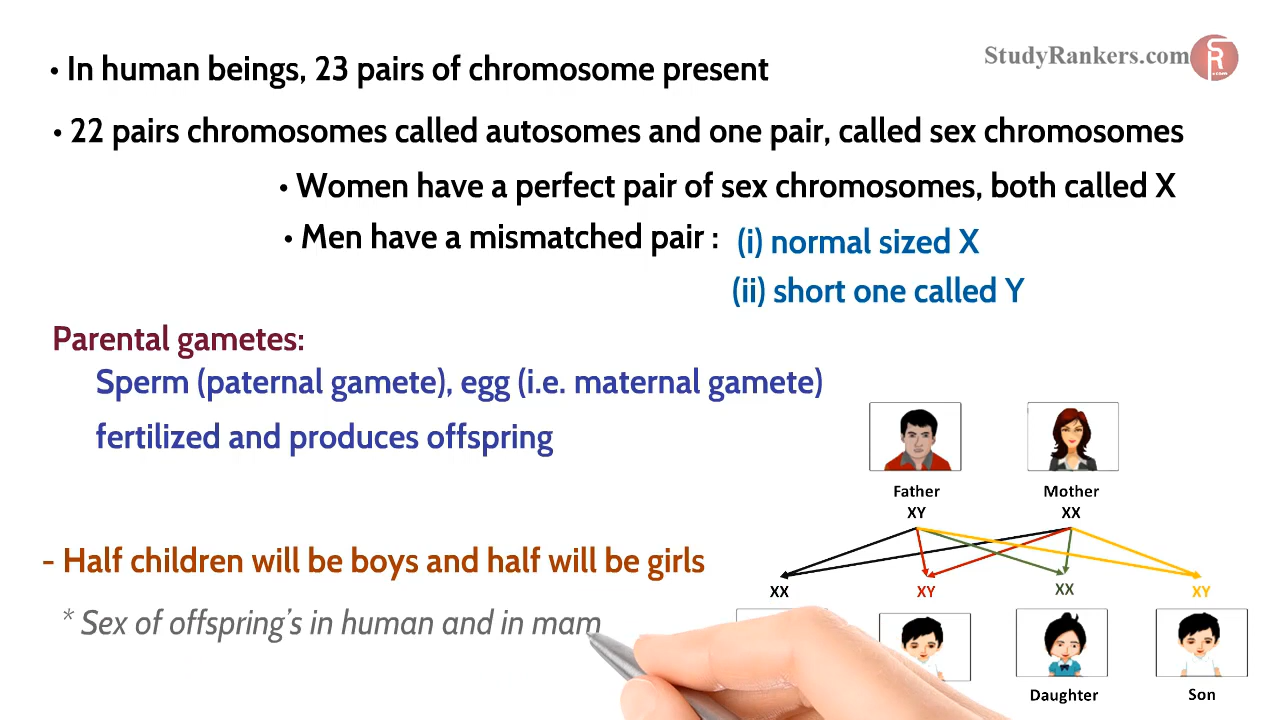 StudyRankers.com
• In human beings, 23 pairs of chromosome present
• 22 pairs chromosomes called autosomes and one pair, called sex chromosomes
• Women have a perfect pair of sex chromosomes, both called X
• Men have a mismatched pair : (i) normal sized X
(ii) short one called Y
Parental gametes:
Sperm (paternal gamete), egg (i.e. maternal gamete)
fertilized and produces offspring
Father Mother
XY XX
- Half children will be boys and half will be girls
XX XY XX XY
* Sex of offspring's in human and in mam
Daughter Son